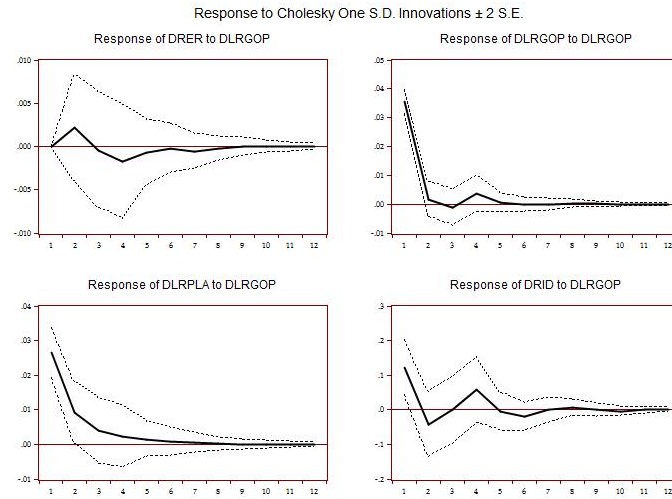 Response to Cholesky One S.D. Innovations ± 2 S.E.
Response of DRER to DLRGOP
.010
.005
.000
-.005
-.010
1 2 3 4 5 6 7 8 9 10 11 12
Response of DLRGOP to DLRGOP
.05
.04
.03
.02
.01
.00
-.01
1 2 3 4 5 6 7 8 9 10 11 12
Response of DLRPLA to DLRGOP
.04
.03
.02
.01
.00
-.01
1 2 3 4 5 6 7 8 9 10 11 12
Response of DRID to DLRGOP
.3
.2
.1
.0
-.1
-.2
1 2 3 4 5 6 7 8 9 10 11 12